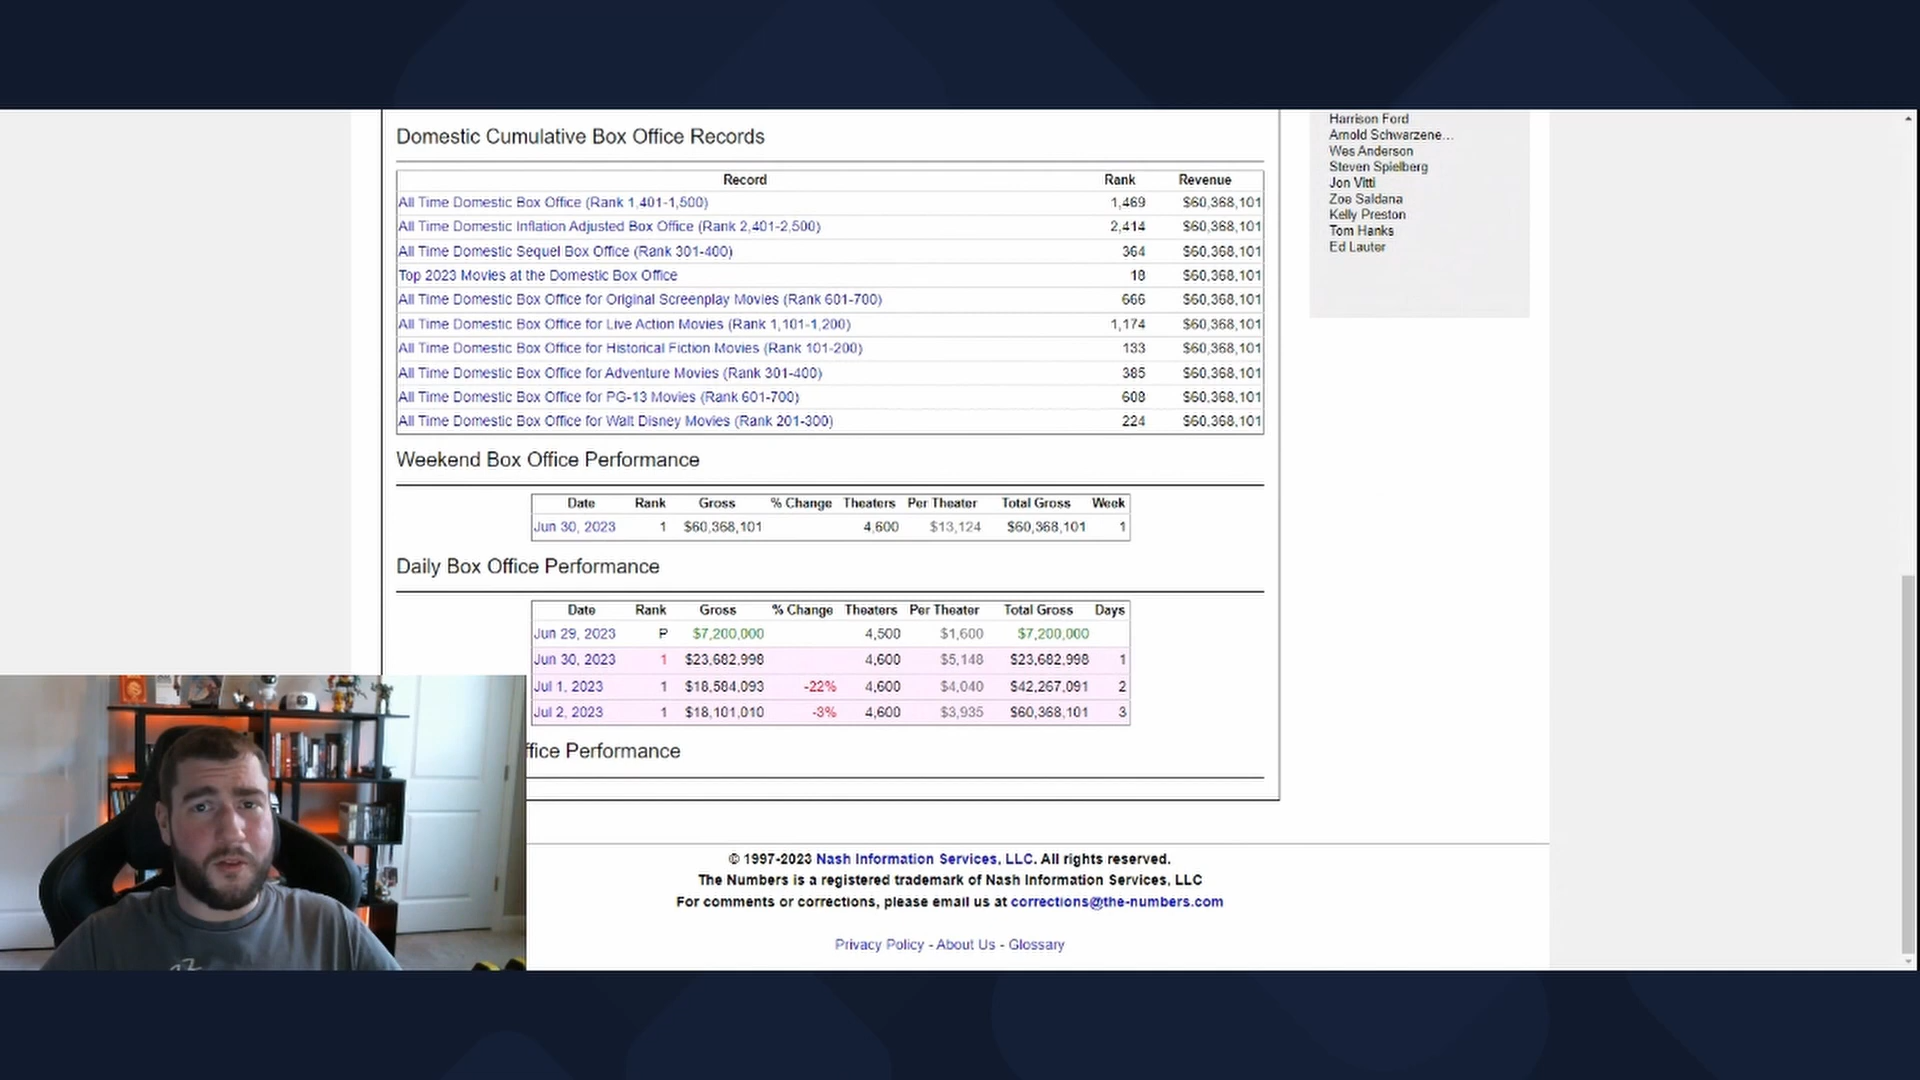 Domestic Cumulative Box Office Records
Record Rank Revenue
All Time Domestic Box Office (Rank 1,401-1,500) 1,469 $60,368,101
All Time Domestic Inflation Adjusted Box Office (Rank 2,401-2,500) 2,414 $60,368,101
All Time Domestic Sequel Box Office (Rank 301-400) 364 $60,368,101
Top 2023 Movies at the Domestic Box Office 18 $60,368,101
All Time Domestic Box Office for Original Screenplay Movies (Rank 601-700) 666 $60,368,101
All Time Domestic Box Office for Live Action Movies (Rank 1,101-1,200) 1,174 $60,368,101
All Time Domestic Box Office for Historical Fiction Movies (Rank 101-200) 133 $60,368,101
All Time Domestic Box Office for Adventure Movies (Rank 301-400) 385 $60,368,101
All Time Domestic Box Office for PG-13 Movies (Rank 601-700) 608 $60,368,101
All Time Domestic Box Office for Walt Disney Movies (Rank 201-300) 224 $60,368,101
Harrison Ford
Arnold Schwarzene...
Wes Anderson
Steven Spielberg
Jon Vitti
Zoe Saldana
Kelly Preston
Tom Hanks
Ed Lauter
Weekend Box Office Performance
Date Rank Gross % Change Theaters Per Theater Total Gross Week
Jun 30, 2023 1 $60,368,101 4,600 $13,124 $60,368,101 1
Daily Box Office Performance
Date Rank Gross % Change Theaters Per Theater Total Gross Days
Jun 29, 2023 P $7,200,000 4,500 $1,600 $7,200,000
Jun 30, 2023 1 $23,682,998 4,600 $5,148 $23,682,998 1
Jul 1, 2023 1 $18,584,093 -22% 4,600 $4,040 $42,267,091 2
Jul 2, 2023 1 $18,101,010 -3% 4,600 $3,935 $60,368,101 3
ffice Performance
© 1997-2023 Nash Information Services, LLC. All rights reserved.
The Numbers is a registered trademark of Nash Information Services, LLC
For comments or corrections, please email us at corrections@the-numbers.com
Privacy Policy - About Us - Glossary